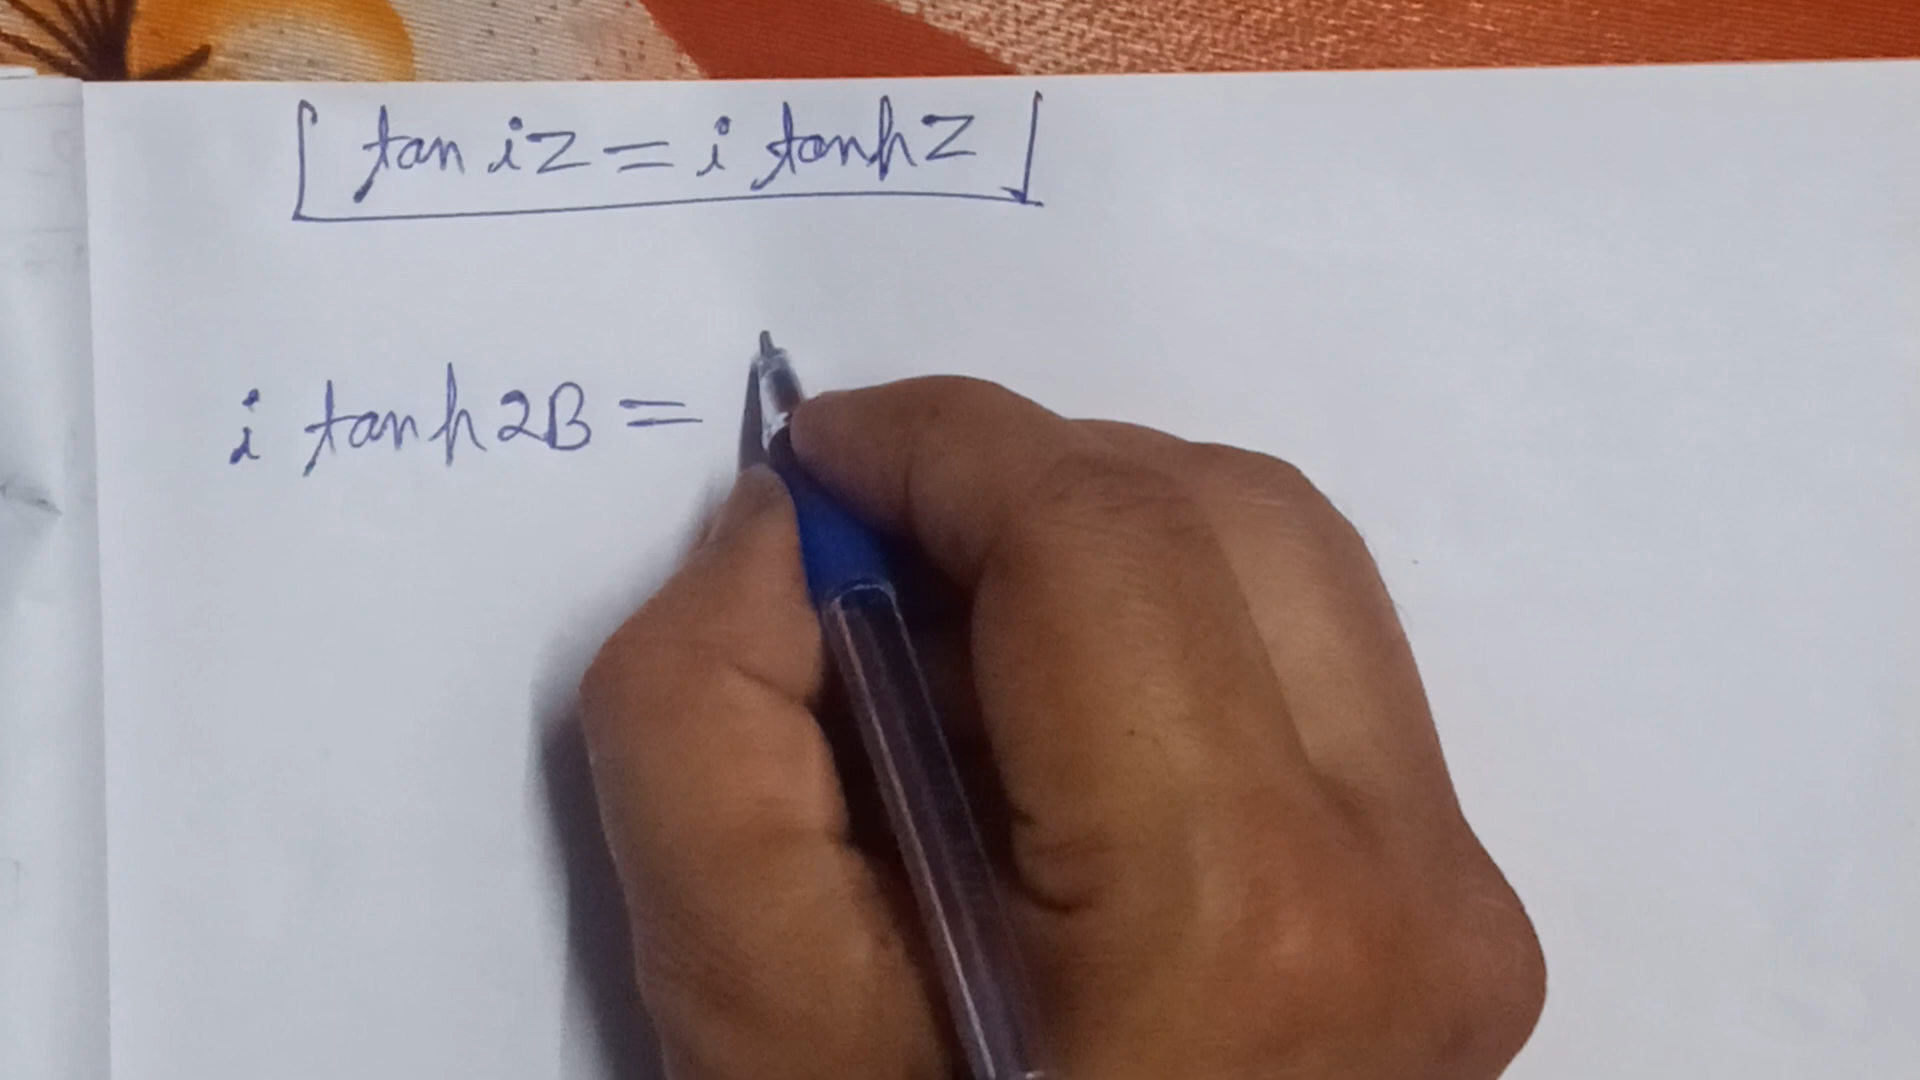 [ tan iz = i tanh z ]
i tanh 2B =